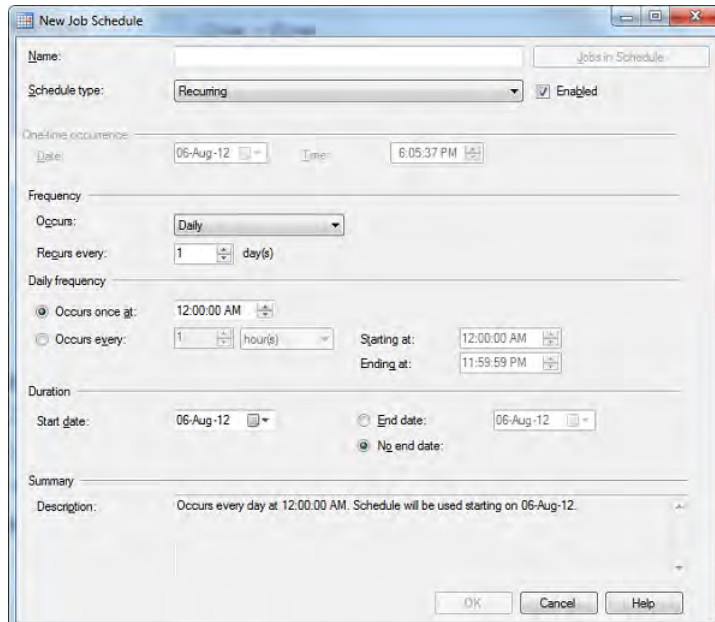 New Job Schedule
Name: Jobs in Schedule
Schedule type: Recurring Enabled
One-time occurrence
Date: 06-Aug-12 Time: 6:05:37 PM
Frequency
Occurs: Daily
Recurs every: 1 day(s)
Daily frequency
Occurs once at: 12:00:00 AM
Occurs every: 1 hour(s) Starting at: 12:00:00 AM
Ending at: 11:59:59 PM
Duration
Start date: 06-Aug-12 End date: 06-Aug-12
No end date:
Summary
Description: Occurs every day at 12:00:00 AM. Schedule will be used starting on 06-Aug-12.
OK Cancel Help